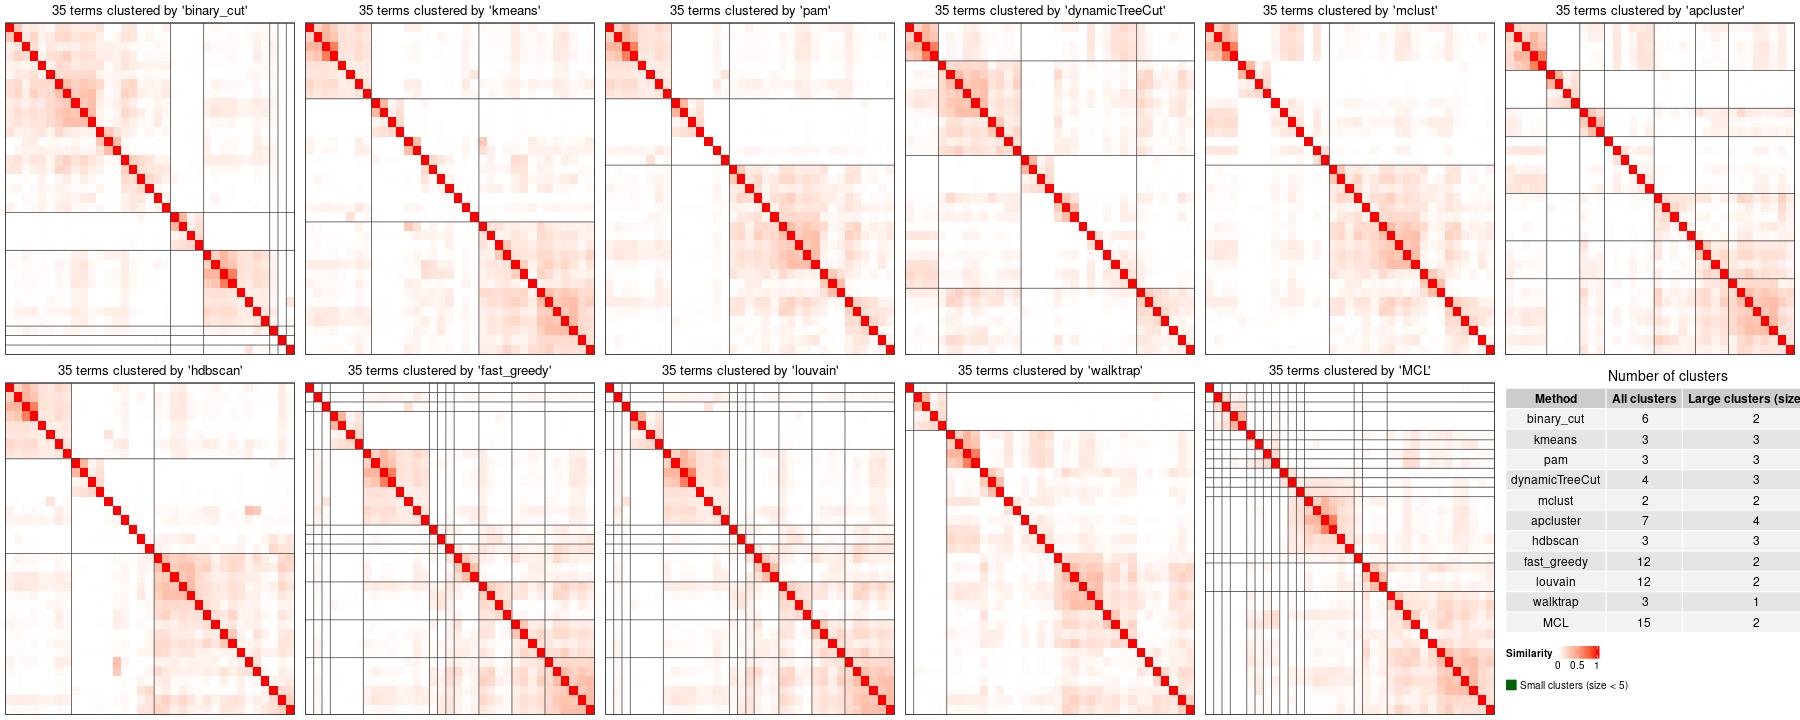 35 terms clustered by 'binary_cut'
35 terms clustered by 'kmeans'
35 terms clustered by 'pam'
35 terms clustered by 'dynamicTreeCut'
35 terms clustered by 'mclust'
35 terms clustered by 'apcluster'
35 terms clustered by 'hdbscan'
35 terms clustered by 'fast_greedy'
35 terms clustered by 'louvain'
35 terms clustered by 'walktrap'
35 terms clustered by 'MCL'
Number of clusters
Method All clusters Large clusters (size
binary_cut 6 2
kmeans 3 3
pam 3 3
dynamicTreeCut 4 3
mclust 2 2
apcluster 7 4
hdbscan 3 3
fast_greedy 12 2
louvain 12 2
walktrap 3 1
MCL 15 2
Similarity
0 0.5 1
Small clusters (size < 5)